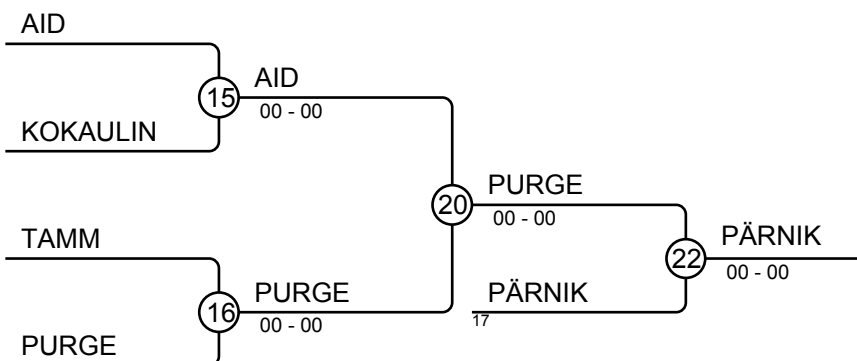 AID
15
AID
00 - 00
KOKAULIN
20
PURGE
00 - 00
TAMM
22
PÄRNIK
00 - 00
16
PURGE
00 - 00
PÄRNIK
17
PURGE